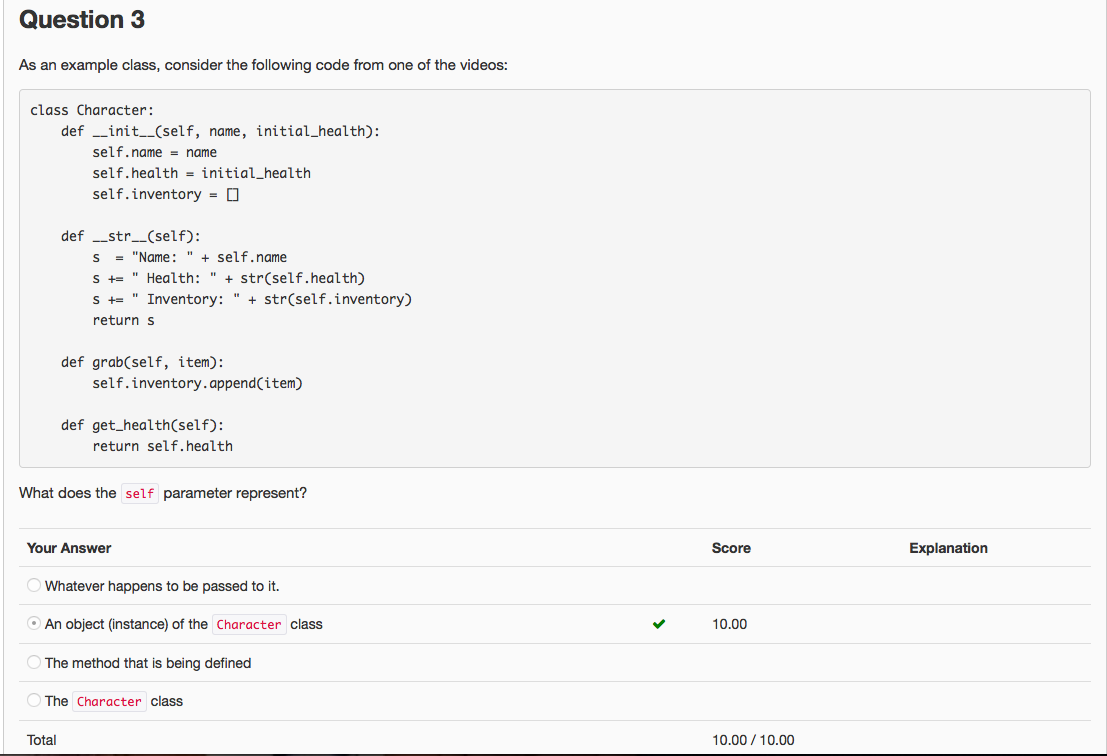 Question 3
As an example class, consider the following code from one of the videos:
class Character:
    def __init__(self, name, initial_health):
        self.name = name
        self.health = initial_health
        self.inventory = []

    def __str__(self):
        s  = "Name: " + self.name
        s += " Health: " + str(self.health)
        s += " Inventory: " + str(self.inventory)
        return s

    def grab(self, item):
        self.inventory.append(item)

    def get_health(self):
        return self.health
What does the self parameter represent?
Your Answer Score Explanation
Whatever happens to be passed to it.
An object (instance) of the Character class 10.00
The method that is being defined
The Character class
Total 10.00 / 10.00